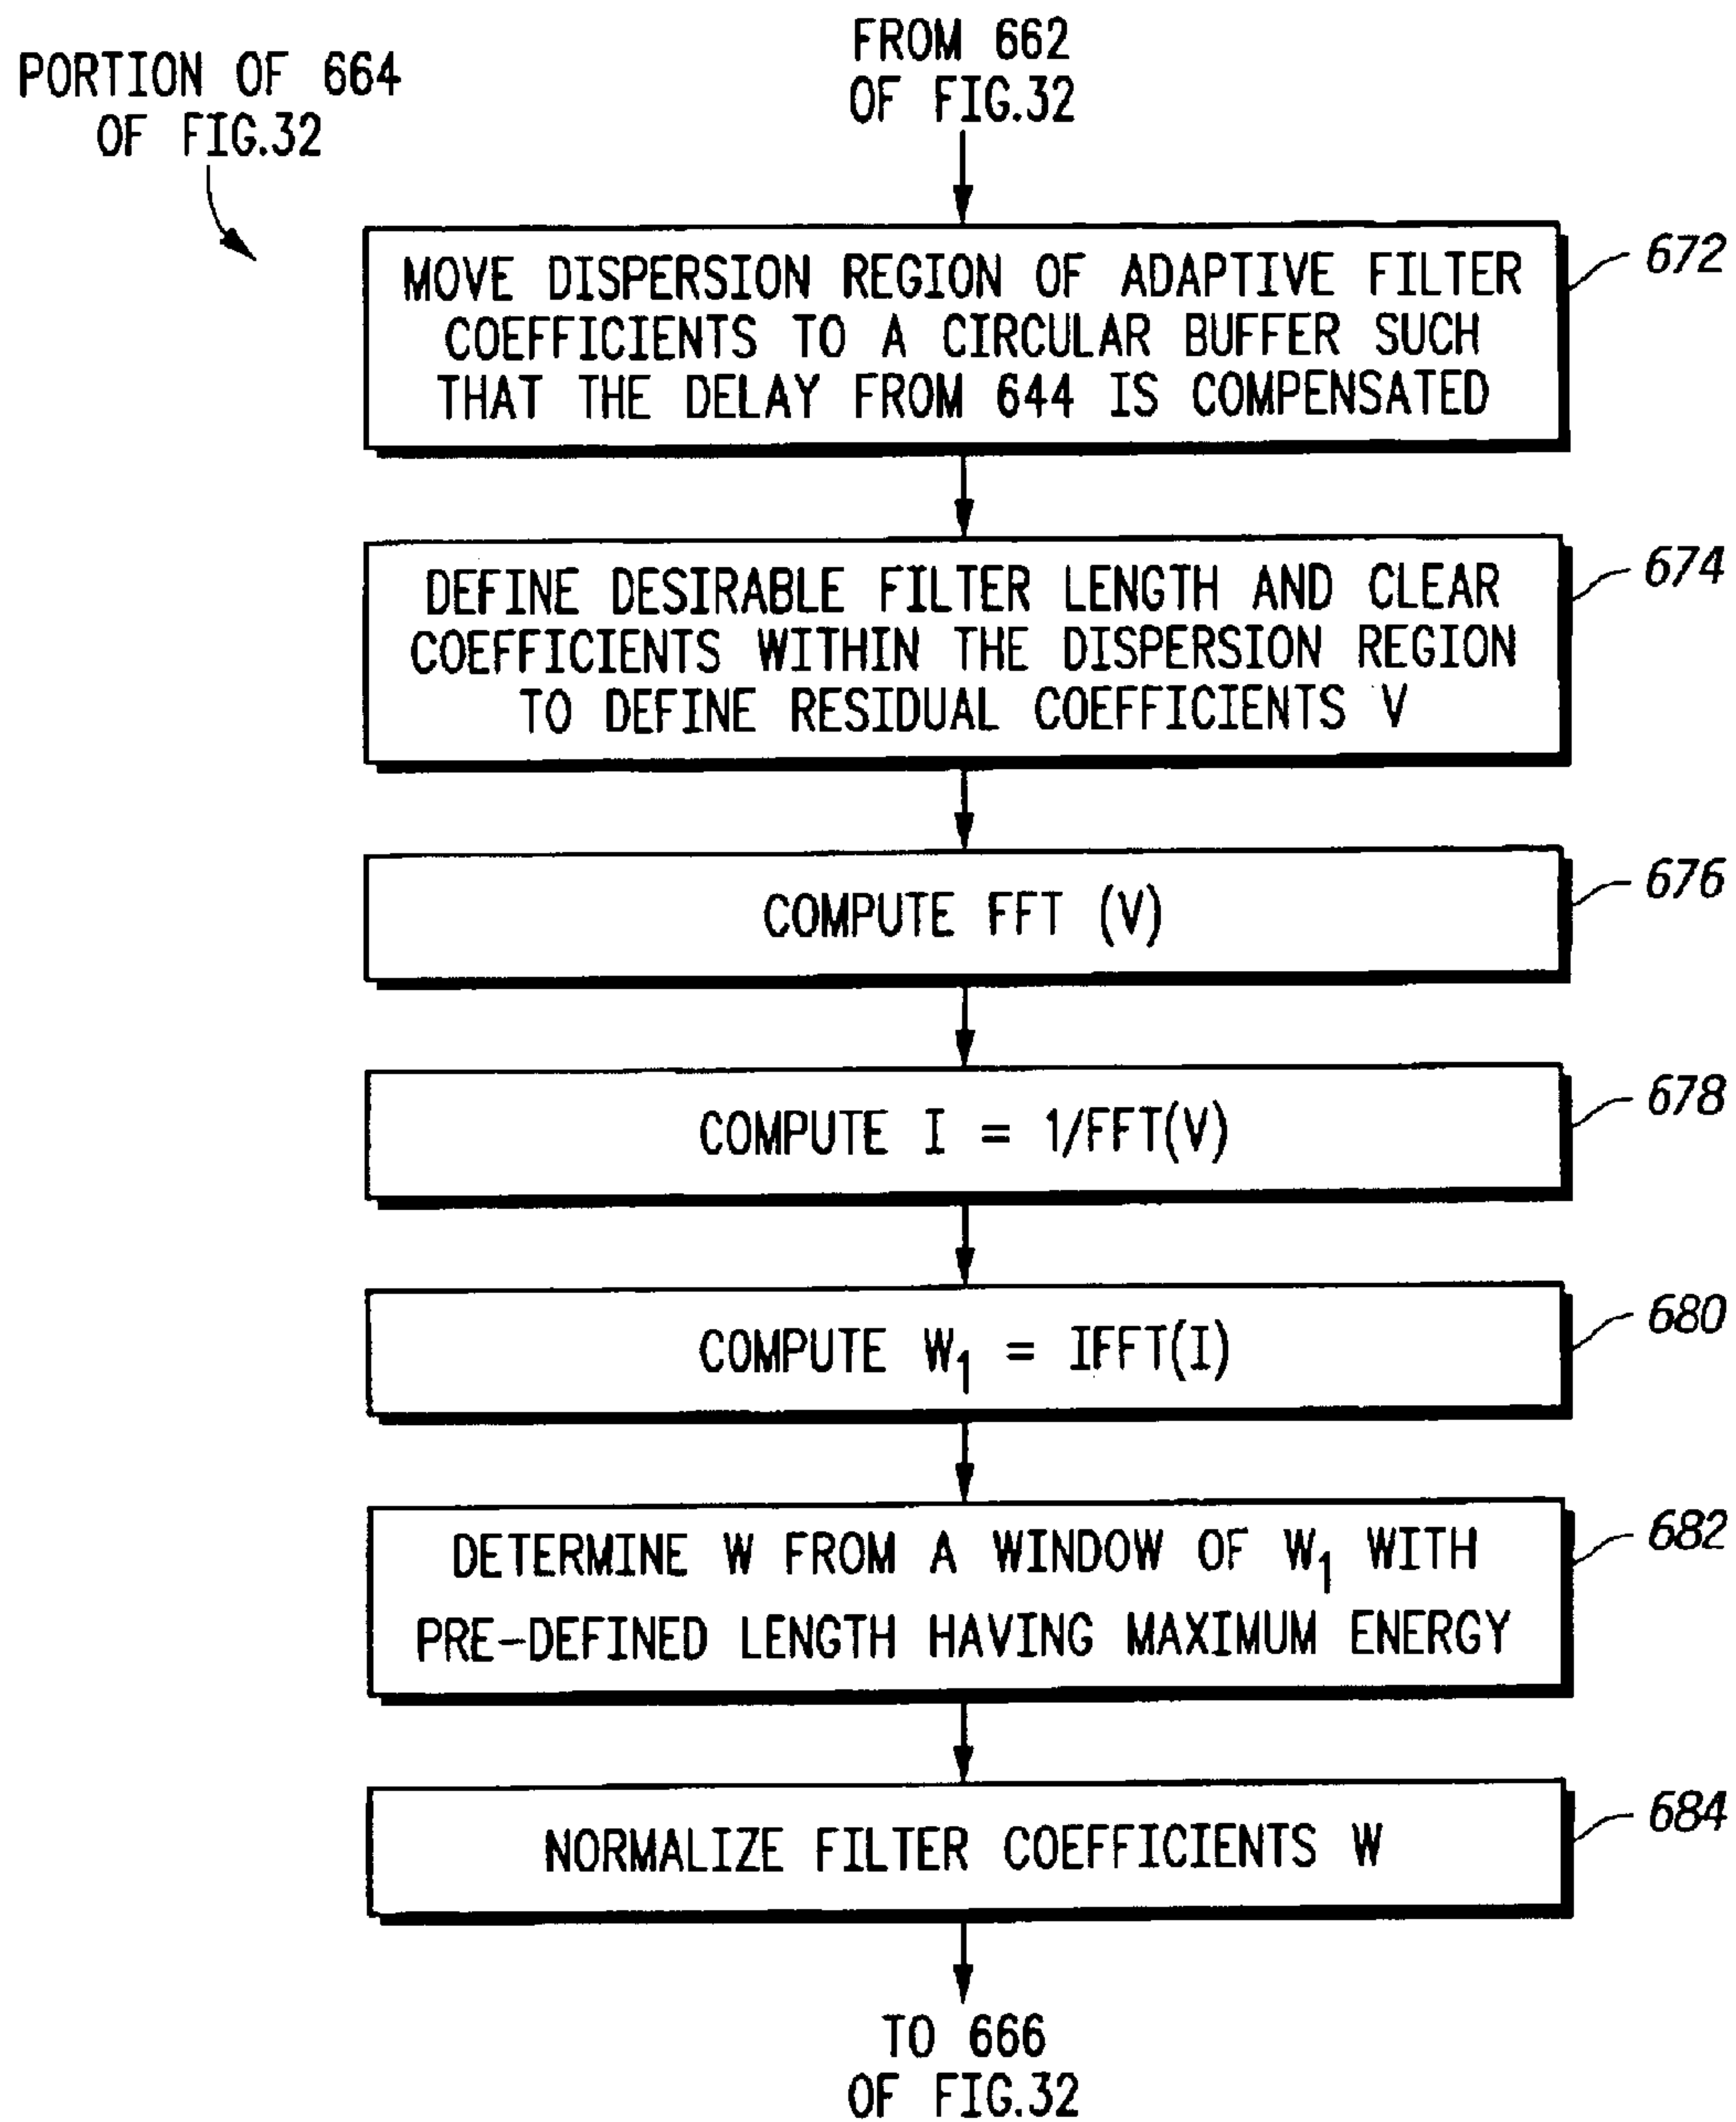 PORTION OF 664
OF FIG.32
FROM 662
OF FIG.32
MOVE DISPERSION REGION OF ADAPTIVE FILTER
COEFFICIENTS TO A CIRCULAR BUFFER SUCH
THAT THE DELAY FROM 644 IS COMPENSATED
672
DEFINE DESIRABLE FILTER LENGTH AND CLEAR
COEFFICIENTS WITHIN THE DISPERSION REGION
TO DEFINE RESIDUAL COEFFICIENTS V
674
COMPUTE FFT (V)
676
COMPUTE I = 1/FFT(V)
678
COMPUTE W₁ = IFFT(I)
680
DETERMINE W FROM A WINDOW OF W₁ WITH
PRE-DEFINED LENGTH HAVING MAXIMUM ENERGY
682
NORMALIZE FILTER COEFFICIENTS W
684
TO 666
OF FIG.32